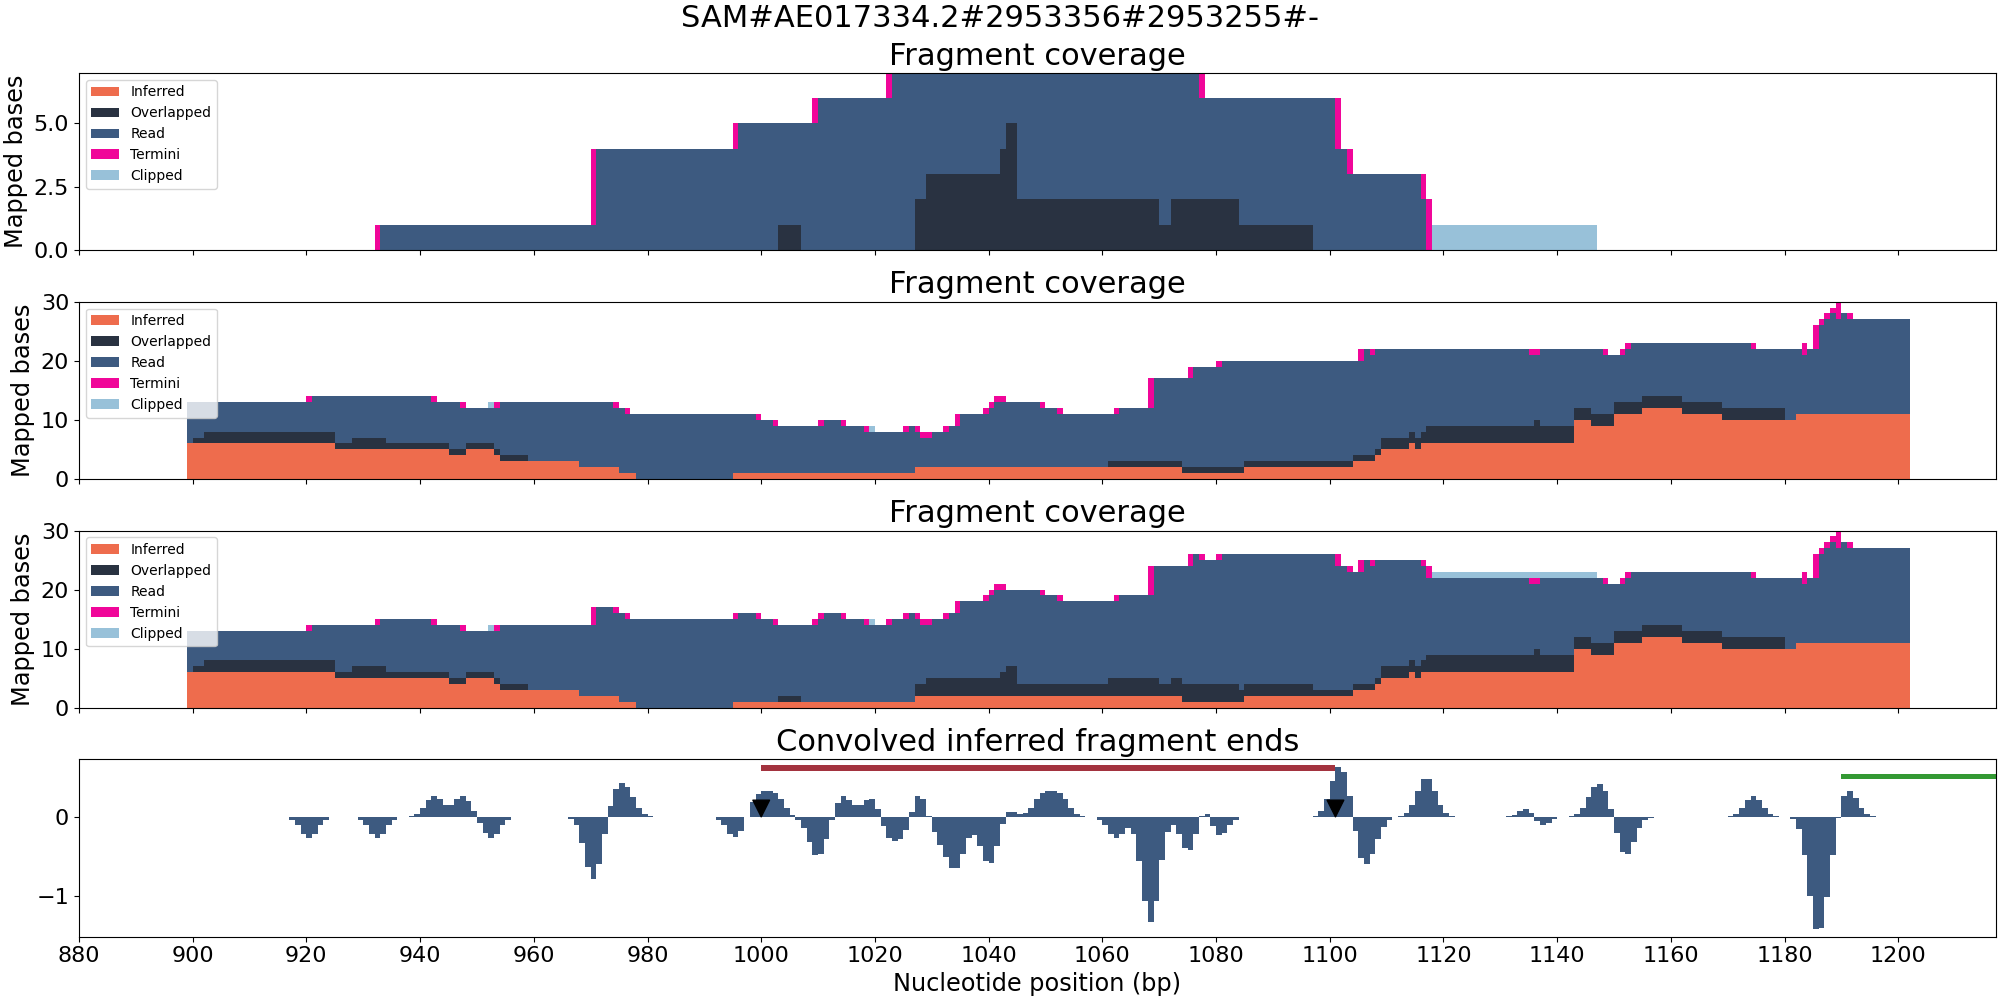 SAM#AE017334.2#2953356#2953255#-
Fragment coverage
Mapped bases
5.0
2.5
0.0
Inferred
Overlapped
Read
Termini
Clipped
Fragment coverage
Mapped bases
30
20
10
0
Inferred
Overlapped
Read
Termini
Clipped
Fragment coverage
Mapped bases
30
20
10
0
Inferred
Overlapped
Read
Termini
Clipped
Convolved inferred fragment ends
0
−1
880 900 920 940 960 980 1000 1020 1040 1060 1080 1100 1120 1140 1160 1180 1200
Nucleotide position (bp)